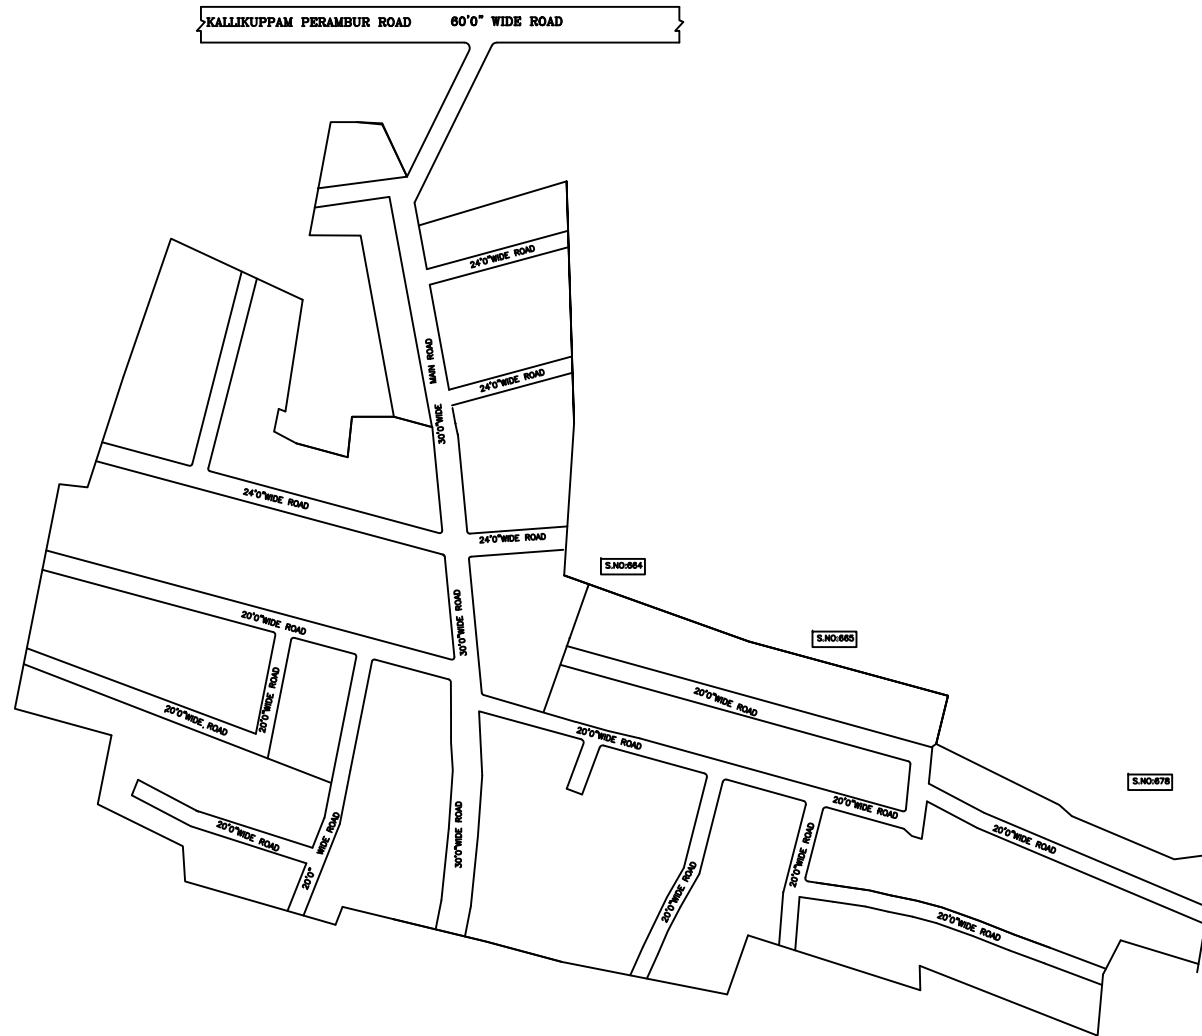 KALLIKUPPAM PERAMBUR ROAD 60'0" WIDE ROAD
24'0"WIDE ROAD
30'0"WIDE MAIN ROAD
24'0"WIDE ROAD
24'0"WIDE ROAD
24'0"WIDE ROAD
S.NO:664
30'0"WIDE ROAD
20'0"WIDE ROAD
S.NO:665
20'0"WIDE ROAD
20'0"WIDE ROAD
20'0"WIDE ROAD
20'0"WIDE ROAD
S.NO:678
20'0"WIDE ROAD
20'0"WIDE ROAD
20'0" WIDE ROAD
30'0"WIDE ROAD
20'0"WIDE ROAD
20'0"WIDE ROAD
20'0"WIDE ROAD
20'0"WIDE ROAD